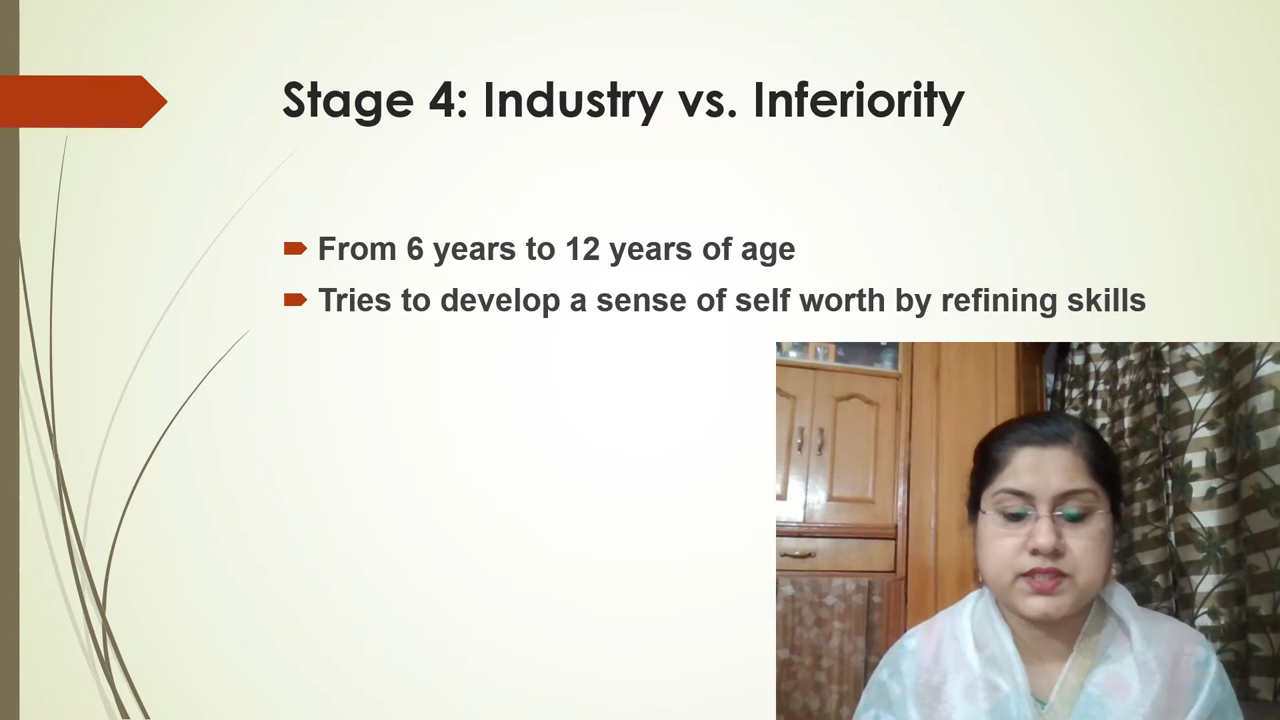 Stage 4: Industry vs. Inferiority
From 6 years to 12 years of age
Tries to develop a sense of self worth by refining skills